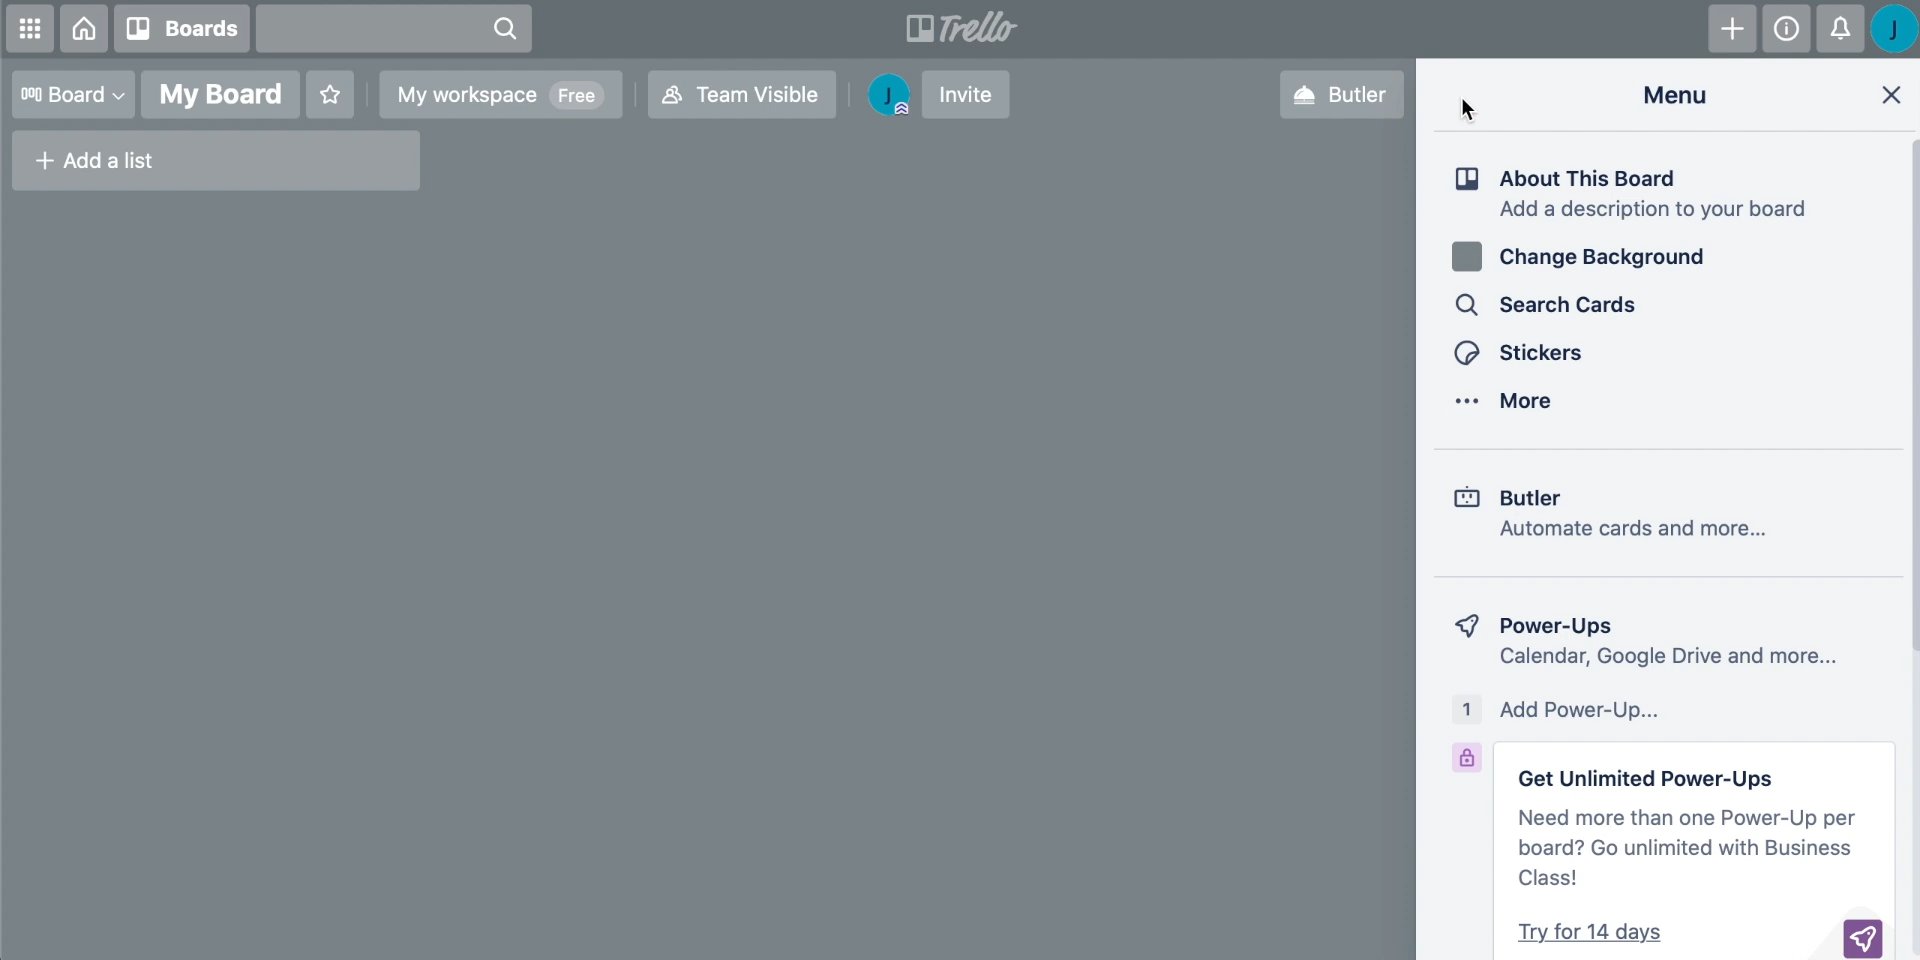 Boards
Trello
J
Board
My Board
My workspace Free
Team Visible
J
Invite
Butler
+ Add a list
Menu
About This Board
Add a description to your board
Change Background
Search Cards
Stickers
More
Butler
Automate cards and more...
Power-Ups
Calendar, Google Drive and more...
1 Add Power-Up...
Get Unlimited Power-Ups
Need more than one Power-Up per
board? Go unlimited with Business
Class!
Try for 14 days